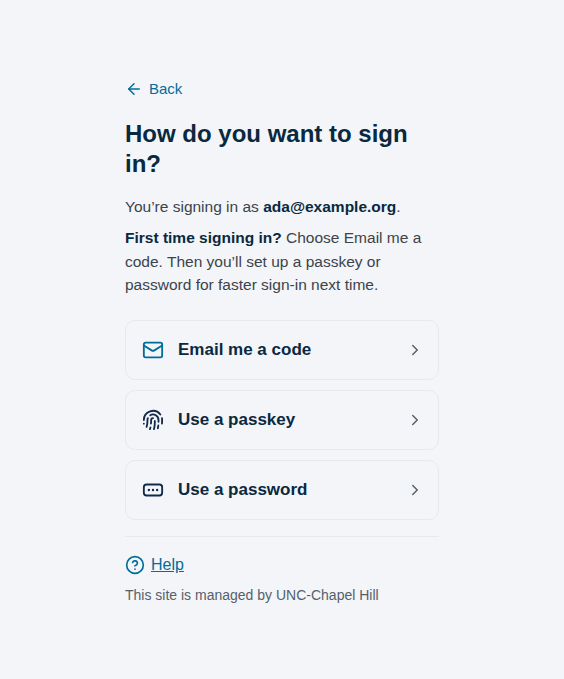 Back
How do you want to sign
in?
You’re signing in as ada@example.org.
First time signing in? Choose Email me a
code. Then you’ll set up a passkey or
password for faster sign-in next time.
Email me a code
Use a passkey
Use a password
Help
This site is managed by UNC-Chapel Hill